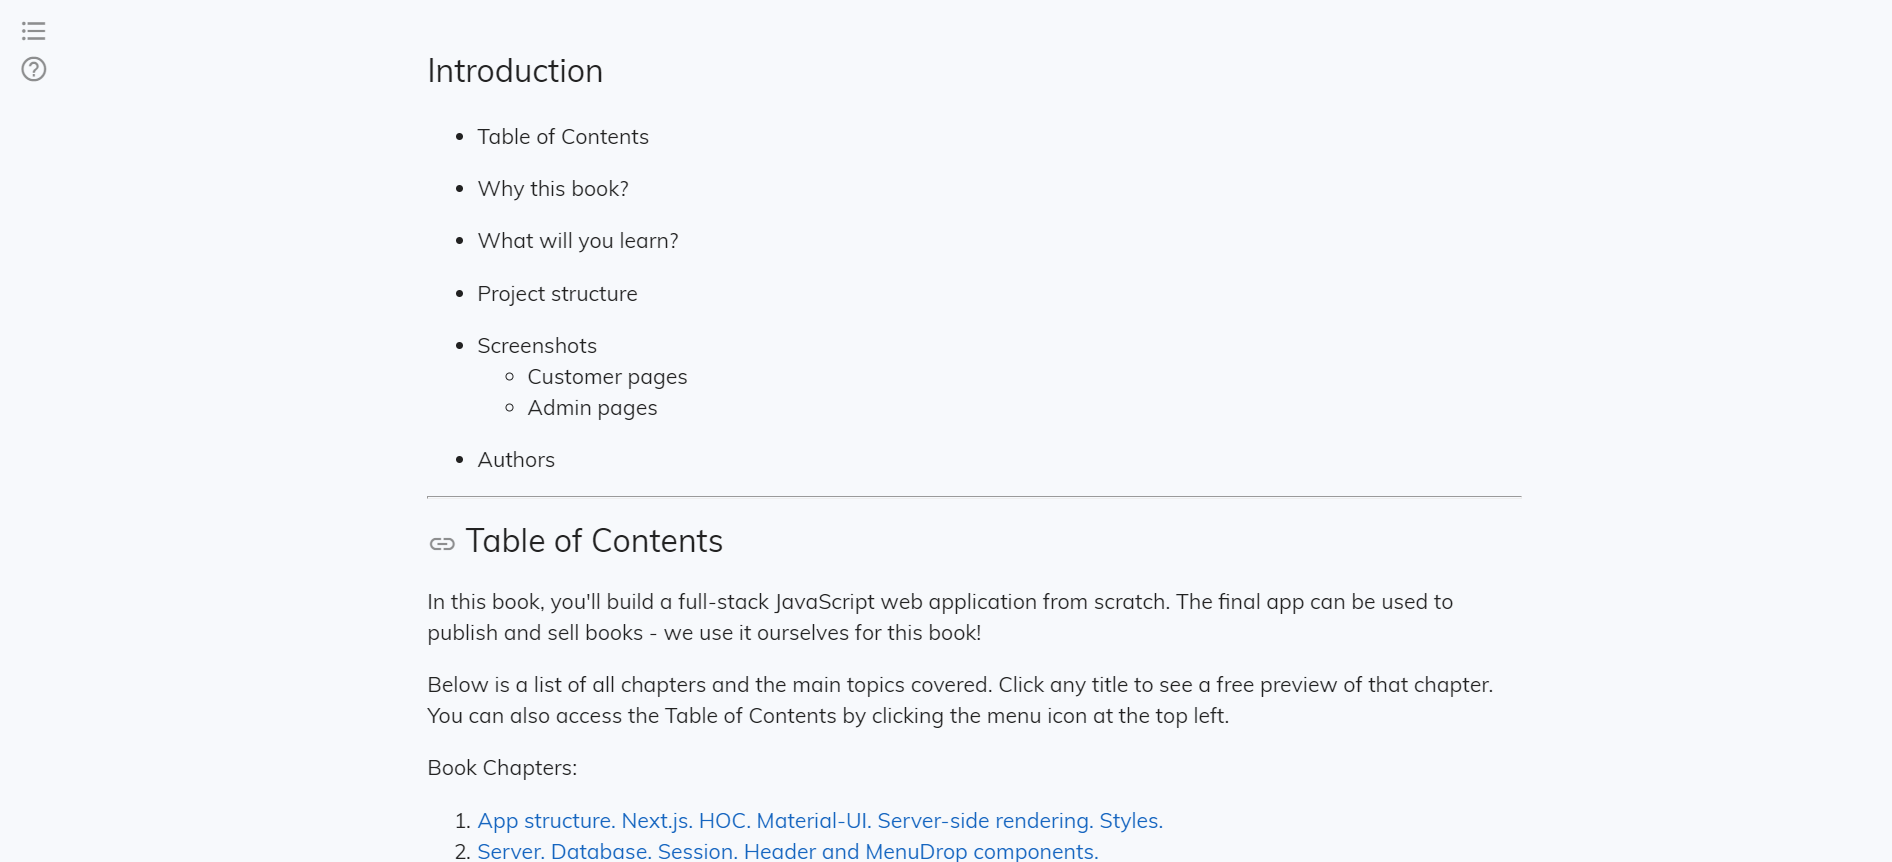 Introduction
• Table of Contents
• Why this book?
• What will you learn?
• Project structure
• Screenshots
◦ Customer pages
◦ Admin pages
• Authors
Table of Contents
In this book, you'll build a full-stack JavaScript web application from scratch. The final app can be used to
publish and sell books - we use it ourselves for this book!
Below is a list of all chapters and the main topics covered. Click any title to see a free preview of that chapter.
You can also access the Table of Contents by clicking the menu icon at the top left.
Book Chapters:
1. App structure. Next.js. HOC. Material-UI. Server-side rendering. Styles.
2. Server. Database. Session. Header and MenuDrop components.